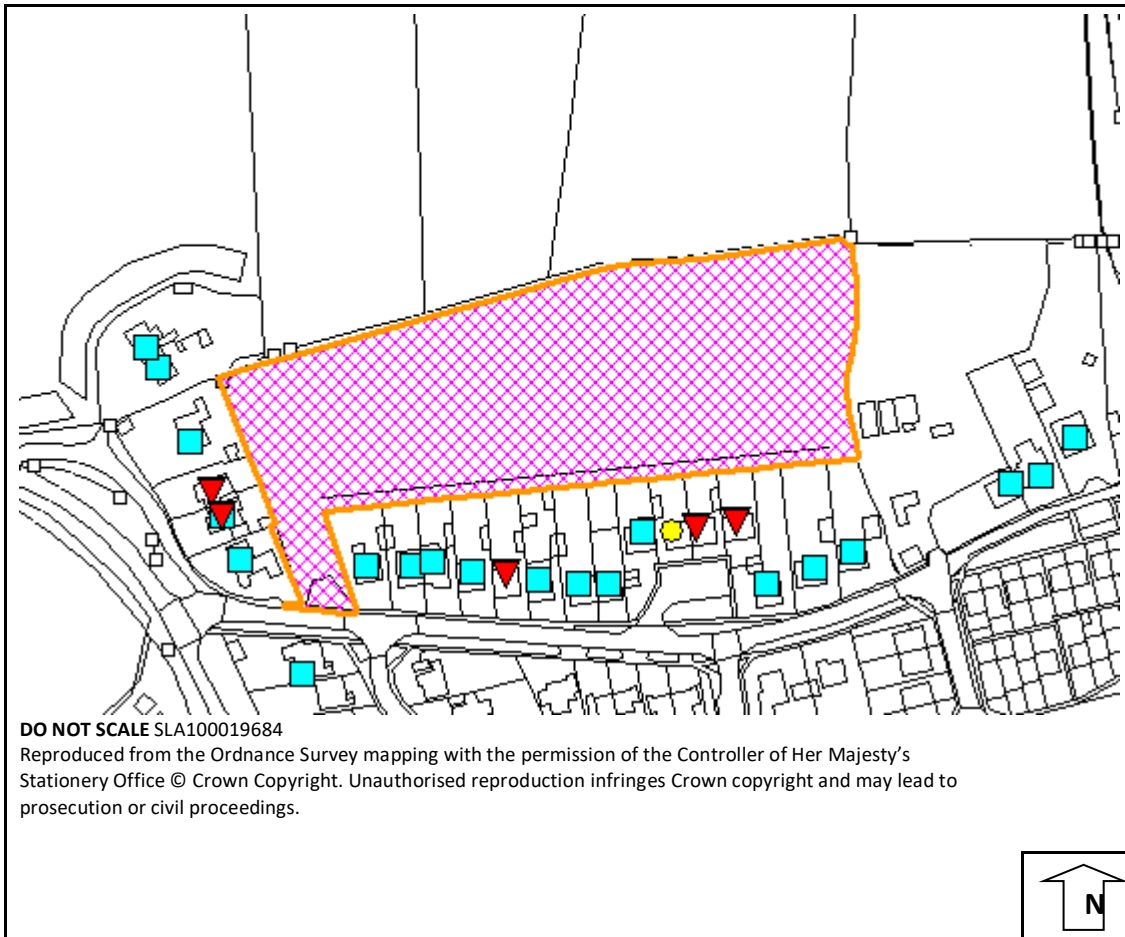 DO NOT SCALE SLA100019684
Reproduced from the Ordnance Survey mapping with the permission of the Controller of Her Majesty's
Stationery Office © Crown Copyright. Unauthorised reproduction infringes Crown copyright and may lead to
prosecution or civil proceedings.
N